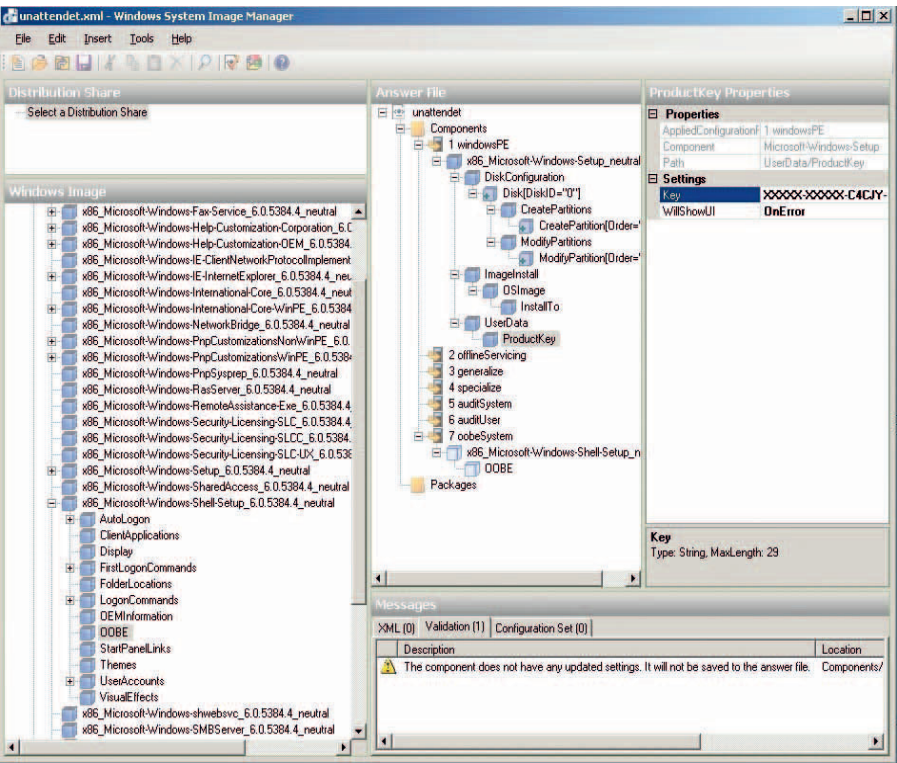 unattendet.xml - Windows System Image Manager
File Edit Insert Tools Help
Distribution Share
Select a Distribution Share
Windows Image
x86_Microsoft-Windows-Fax-Service_6.0.5384.4_neutral
x86_Microsoft-Windows-Help-Customization-Corporation_6.0
x86_Microsoft-Windows-Help-Customization-OEM_6.0.5384.
x86_Microsoft-Windows-IE-ClientNetworkProtocolImplement
x86_Microsoft-Windows-IE-InternetExplorer_6.0.5384.4_neu
x86_Microsoft-Windows-International-Core_6.0.5384.4_neut
x86_Microsoft-Windows-International-Core-WinPE_6.0.5384
x86_Microsoft-Windows-NetworkBridge_6.0.5384.4_neutral
x86_Microsoft-Windows-PnpCustomizationsNonWinPE_6.0.
x86_Microsoft-Windows-PnpCustomizationsWinPE_6.0.538
x86_Microsoft-Windows-PnpSysprep_6.0.5384.4_neutral
x86_Microsoft-Windows-RasServer_6.0.5384.4_neutral
x86_Microsoft-Windows-RemoteAssistance-Exe_6.0.5384.4
x86_Microsoft-Windows-Security-Licensing-SLC_6.0.5384.4
x86_Microsoft-Windows-Security-Licensing-SLCC_6.0.5384.
x86_Microsoft-Windows-Security-Licensing-SLC-UX_6.0.538
x86_Microsoft-Windows-Setup_6.0.5384.4_neutral
x86_Microsoft-Windows-SharedAccess_6.0.5384.4_neutral
x86_Microsoft-Windows-Shell-Setup_6.0.5384.4_neutral
AutoLogon
ClientApplications
Display
FirstLogonCommands
FolderLocations
LogonCommands
OEMInformation
OOBE
StartPanelLinks
Themes
UserAccounts
VisualEffects
x86_Microsoft-Windows-shwebsvc_6.0.5384.4_neutral
x86_Microsoft-Windows-SMBServer_6.0.5384.4_neutral
Answer File
unattendet
Components
1 windowsPE
x86_Microsoft-Windows-Setup_neutral
DiskConfiguration
Disk[DiskID="0"]
CreatePartitions
CreatePartition[Order='
ModifyPartitions
ModifyPartition[Order='
ImageInstall
OSImage
InstallTo
UserData
ProductKey
2 offlineServicing
3 generalize
4 specialize
5 auditSystem
6 auditUser
7 oobeSystem
x86_Microsoft-Windows-Shell-Setup_n
OOBE
Packages
ProductKey Properties
Properties
AppliedConfigurationP 1 windowsPE
Component Microsoft-Windows-Setup
Path UserData/ProductKey
Settings
Key XXXXX-XXXXX-C4CJY-
WillShowUI OnError
Key
Type: String, MaxLength: 29
Messages
XML (0) Validation (1) Configuration Set (0)
Description Location
The component does not have any updated settings. It will not be saved to the answer file. Components/